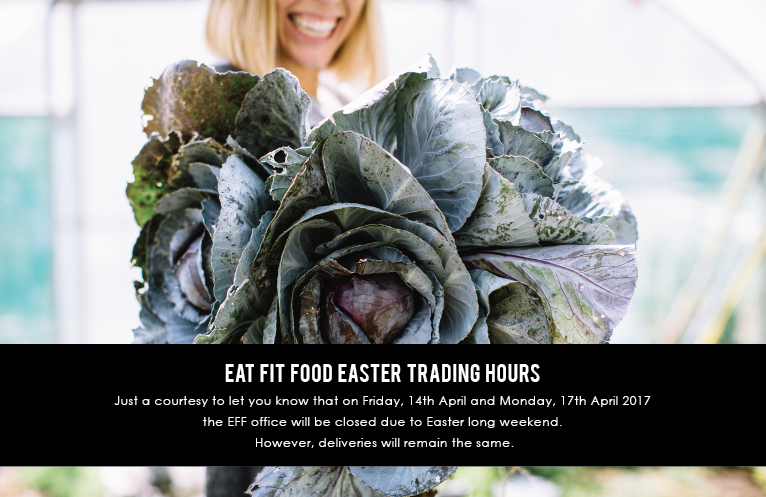 EAT FIT FOOD EASTER TRADING HOURS
Just a courtesy to let you know that on Friday, 14th April and Monday, 17th April 2017
the EFF office will be closed due to Easter long weekend.
However, deliveries will remain the same.